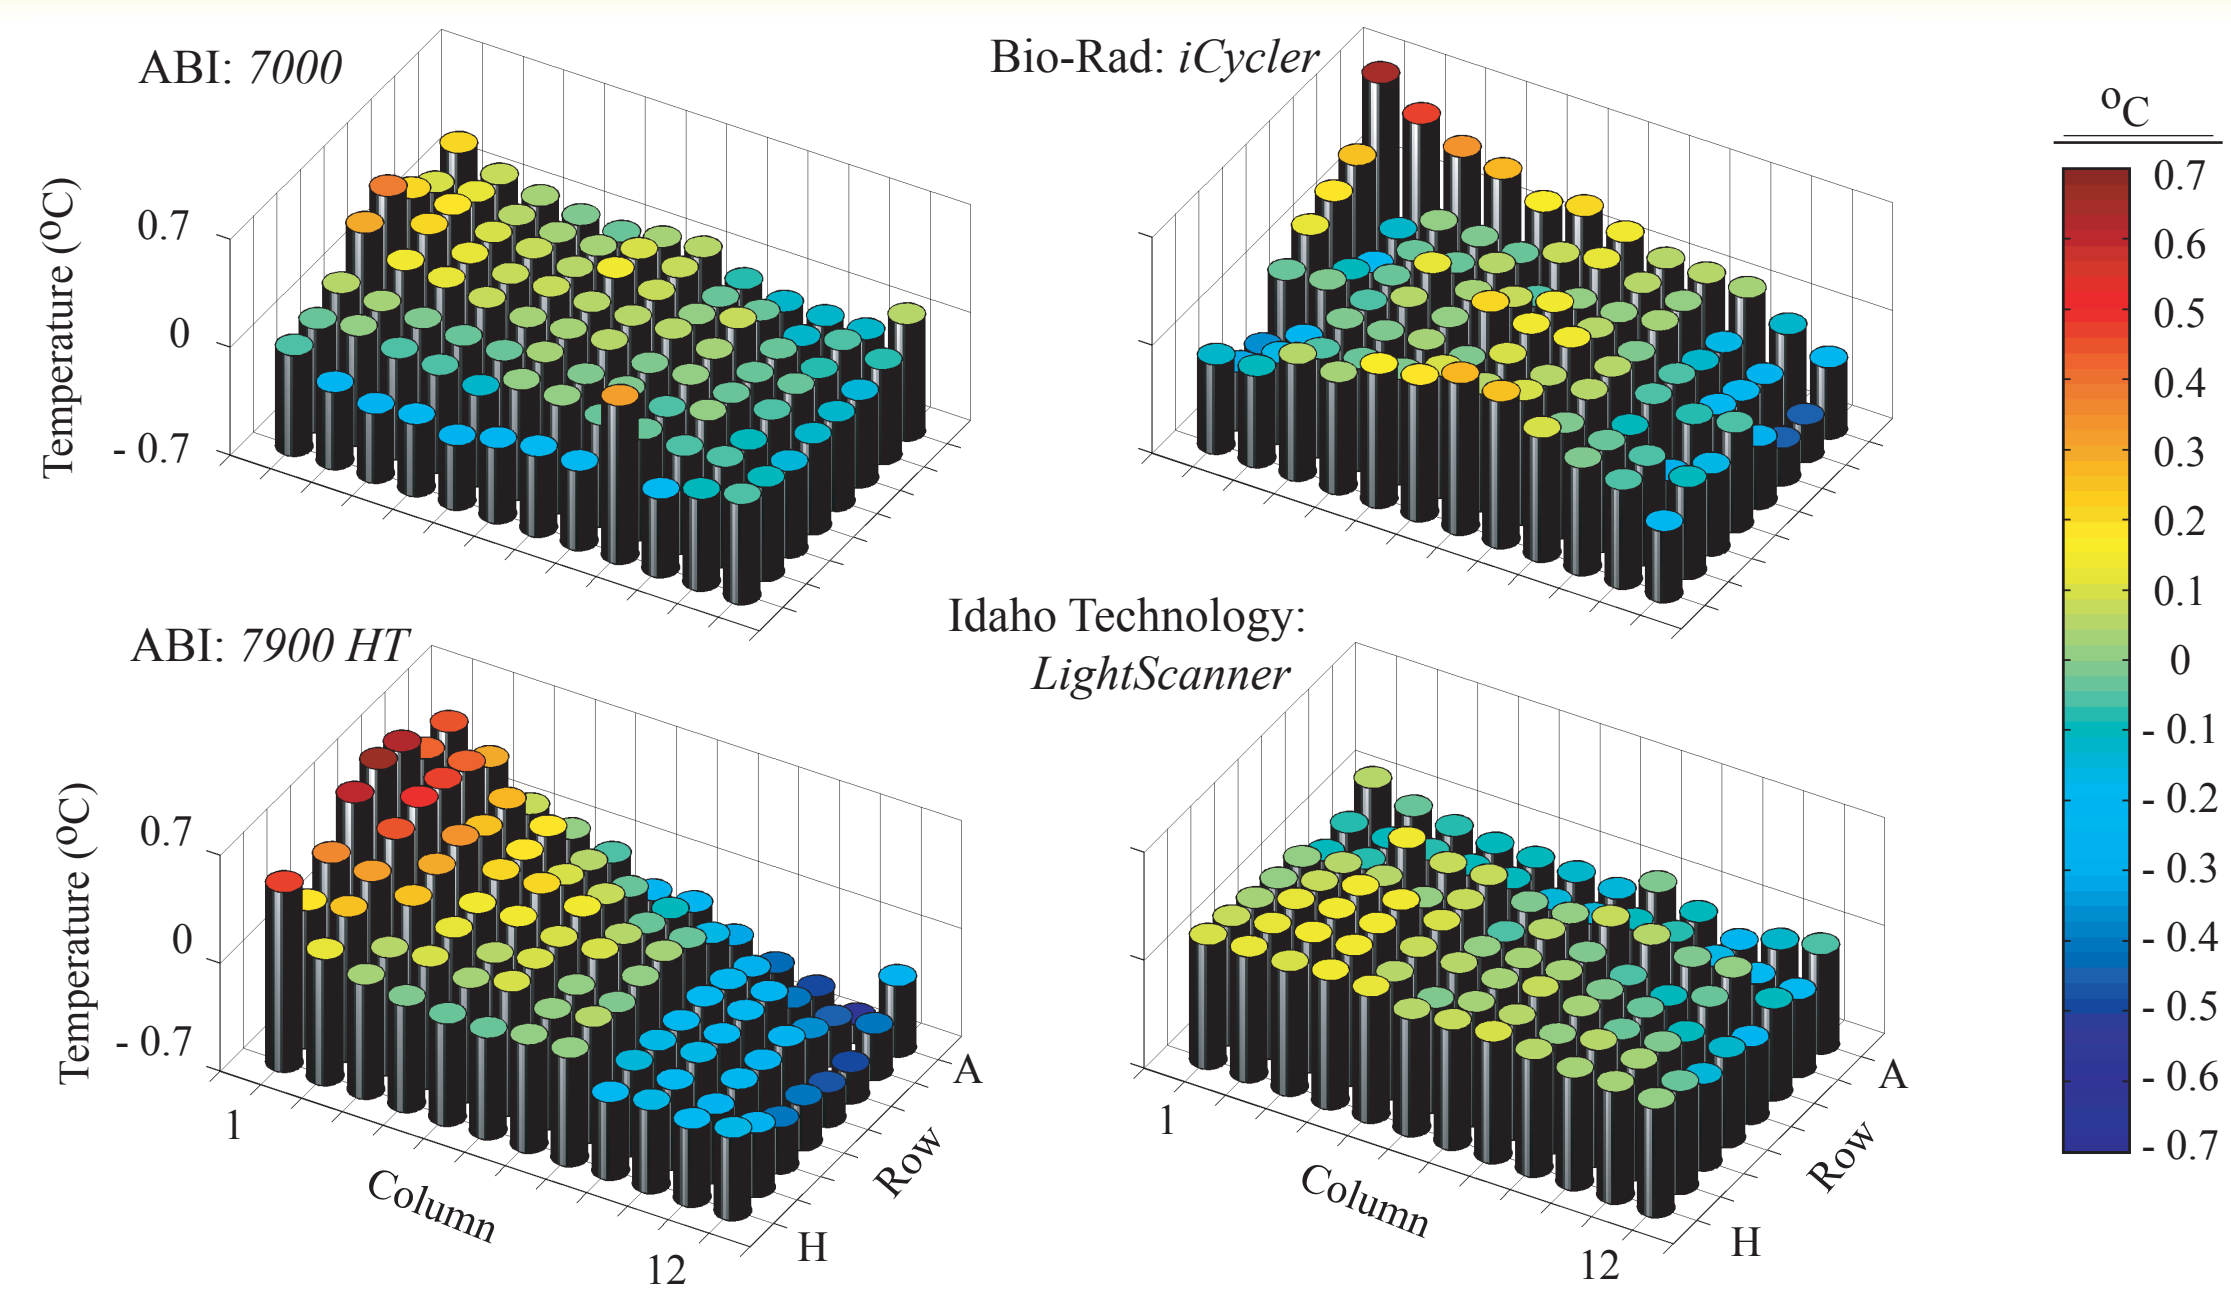 ABI: 7000
Temperature (ºC)
0.7
0
- 0.7
Bio-Rad: iCycler
ºC
0.7
0.6
0.5
0.4
0.3
0.2
0.1
0
- 0.1
- 0.2
- 0.3
- 0.4
- 0.5
- 0.6
- 0.7
ABI: 7900 HT
Temperature (ºC)
0.7
0
- 0.7
1
Column
12
H
Row
A
Idaho Technology:
LightScanner
1
Column
12
H
Row
A